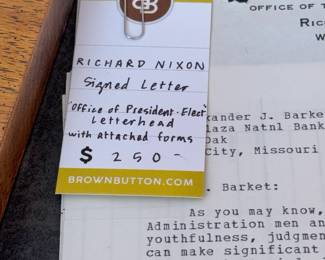 B
RICHARD NIXON
Signed Letter
"Office of President-Elect"
Letterhead
with attached forms
$ 250-
BROWNBUTTON.COM
OFFICE OF T
RIC
W
xander J. Barke
laza Natnl Bank
Oak
City, Missouri
. Barket:
As you may know,
Administration men an
youthfulness, judgmen
can make significant